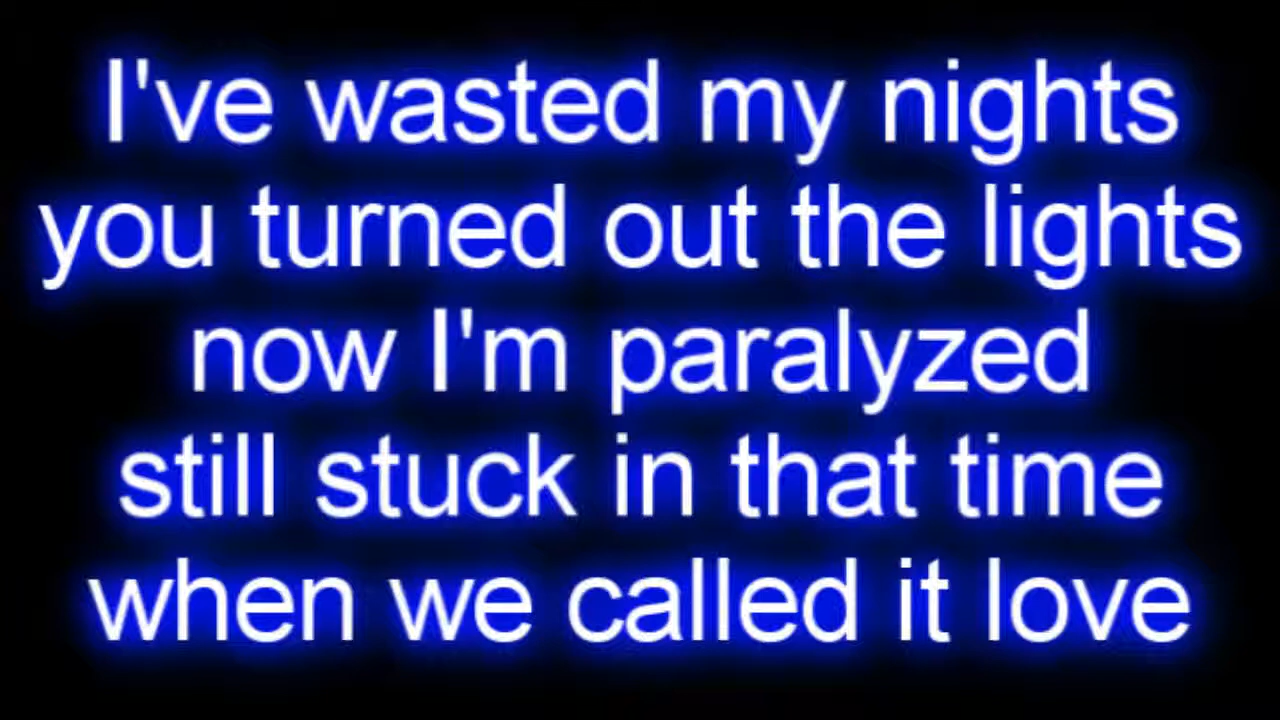 I've wasted my nights
you turned out the lights
now I'm paralyzed
still stuck in that time
when we called it love